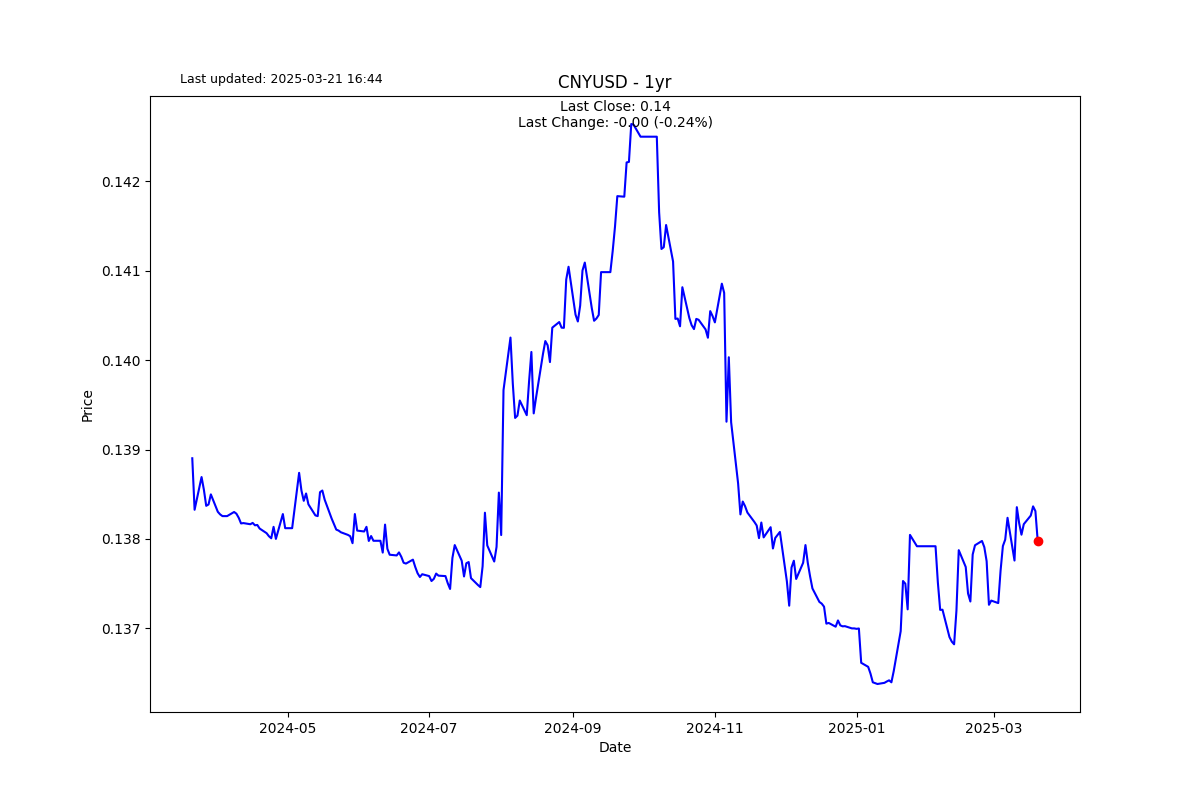 Last updated: 2025-03-21 16:44
CNYUSD - 1yr
Last Close: 0.14
Last Change: -0.00 (-0.24%)
0.142
0.141
0.140
0.139
0.138
0.137
Price
2024-05
2024-07
2024-09
2024-11
2025-01
2025-03
Date